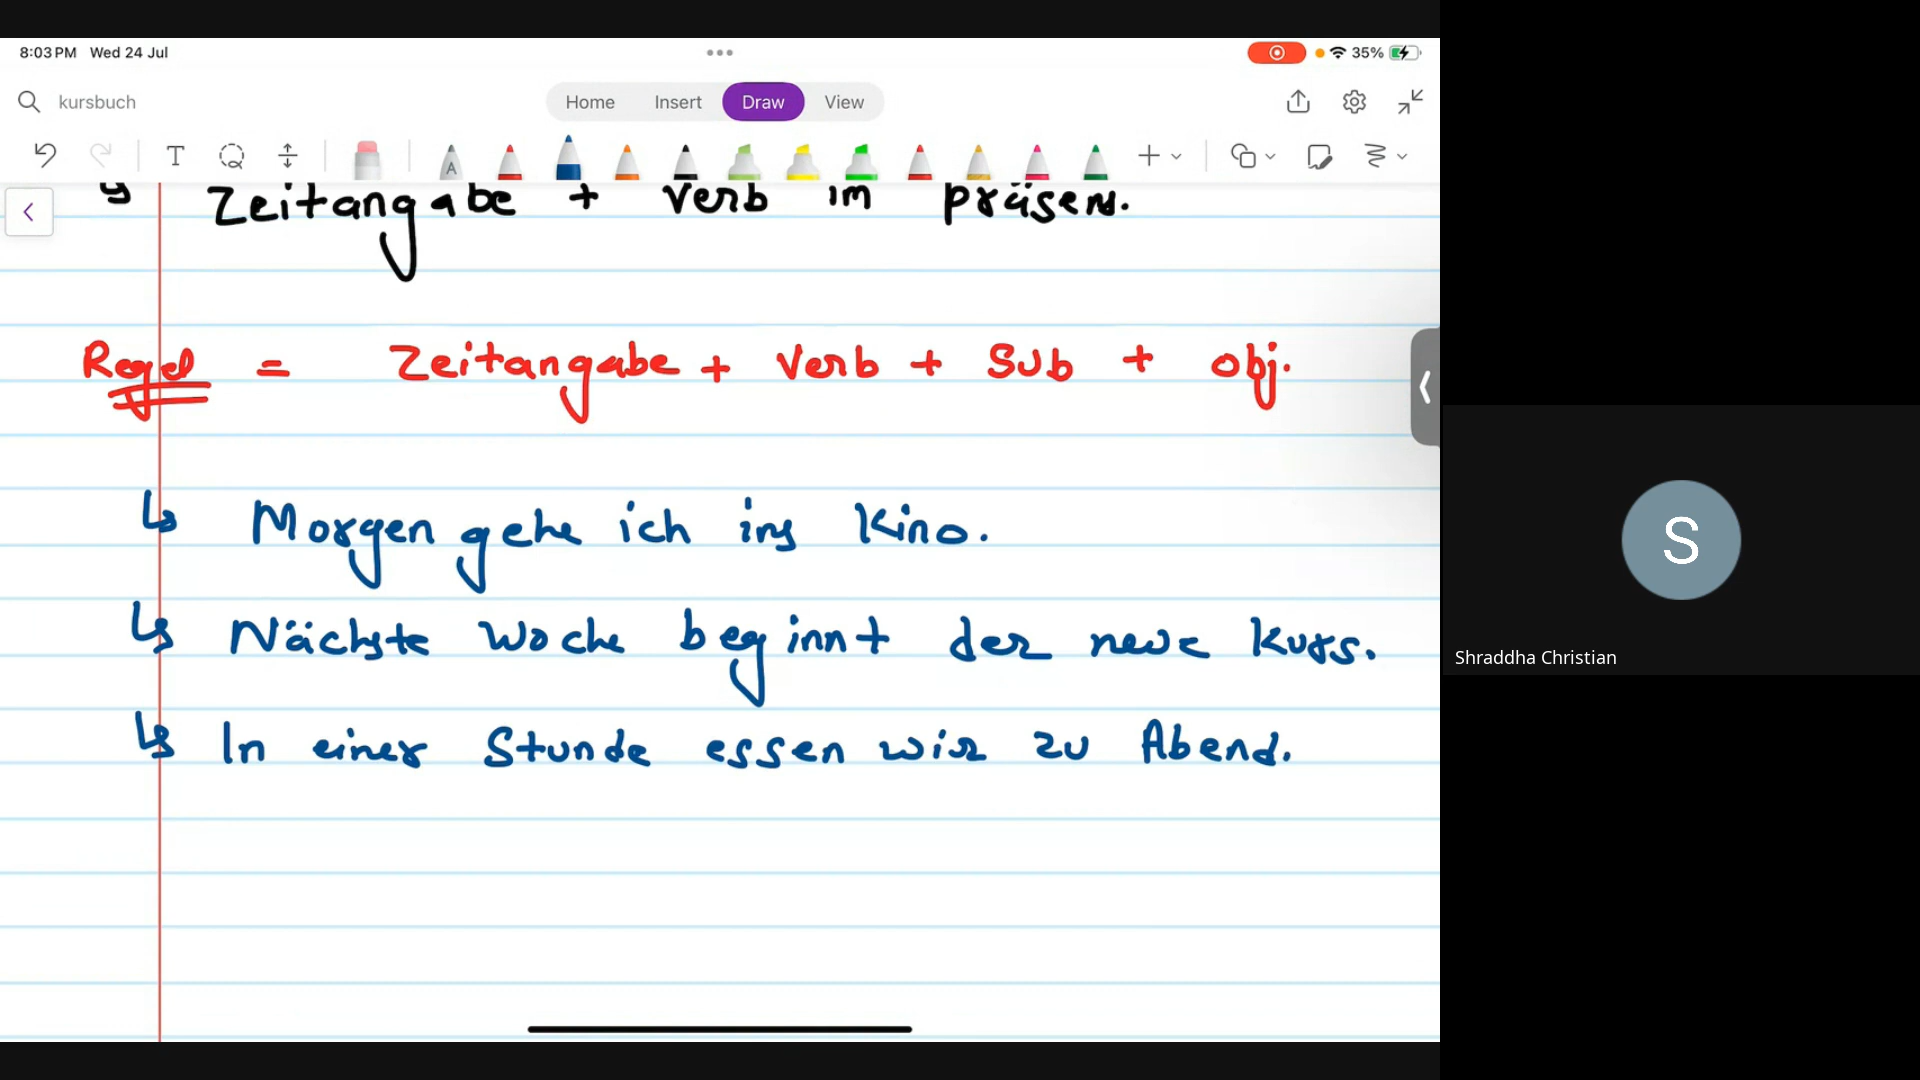 8:03 PM Wed 24 Jul
35%
kursbuch
Home Insert Draw View
T
A
Zeitangabe + Verb im präsens.
Regel = Zeitangabe + Verb + Sub + obj.
↳ Morgen gehe ich ins Kino.
↳ Nächste Woche beginnt der neue Kurs.
↳ In einer Stunde essen wir zu Abend.
S
Shraddha Christian